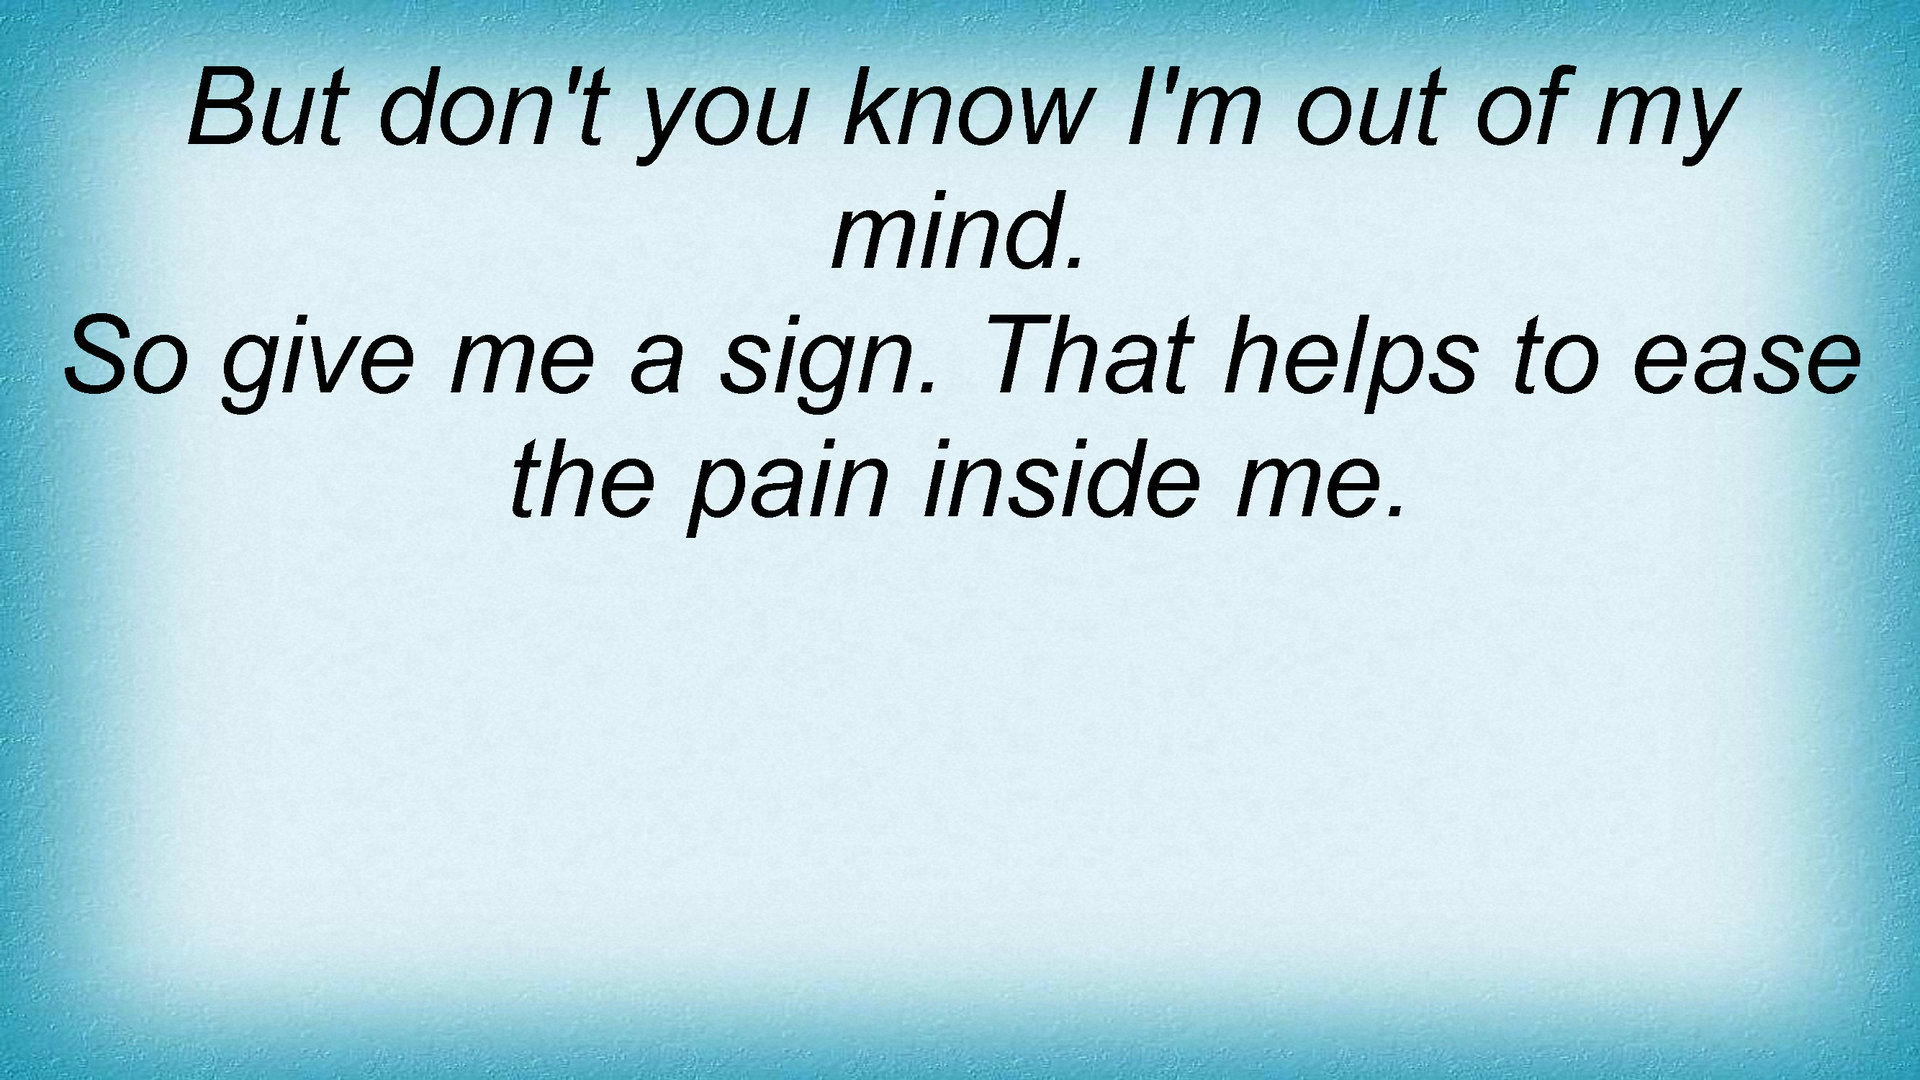 But don't you know I'm out of my
mind.
So give me a sign. That helps to ease
the pain inside me.